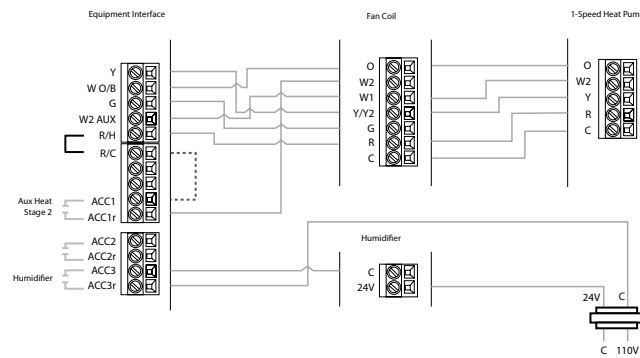 Equipment Interface
Fan Coil
1-Speed Heat Pum
Y
W O/B
G
W2 AUX
R/H
R/C
Aux Heat
Stage 2
ACC1
ACC1r
ACC2
ACC2r
Humidifier
ACC3
ACC3r
O
W2
W1
Y/Y2
G
R
C
O
W2
Y
R
C
Humidifier
C
24V
24V C
C 110V